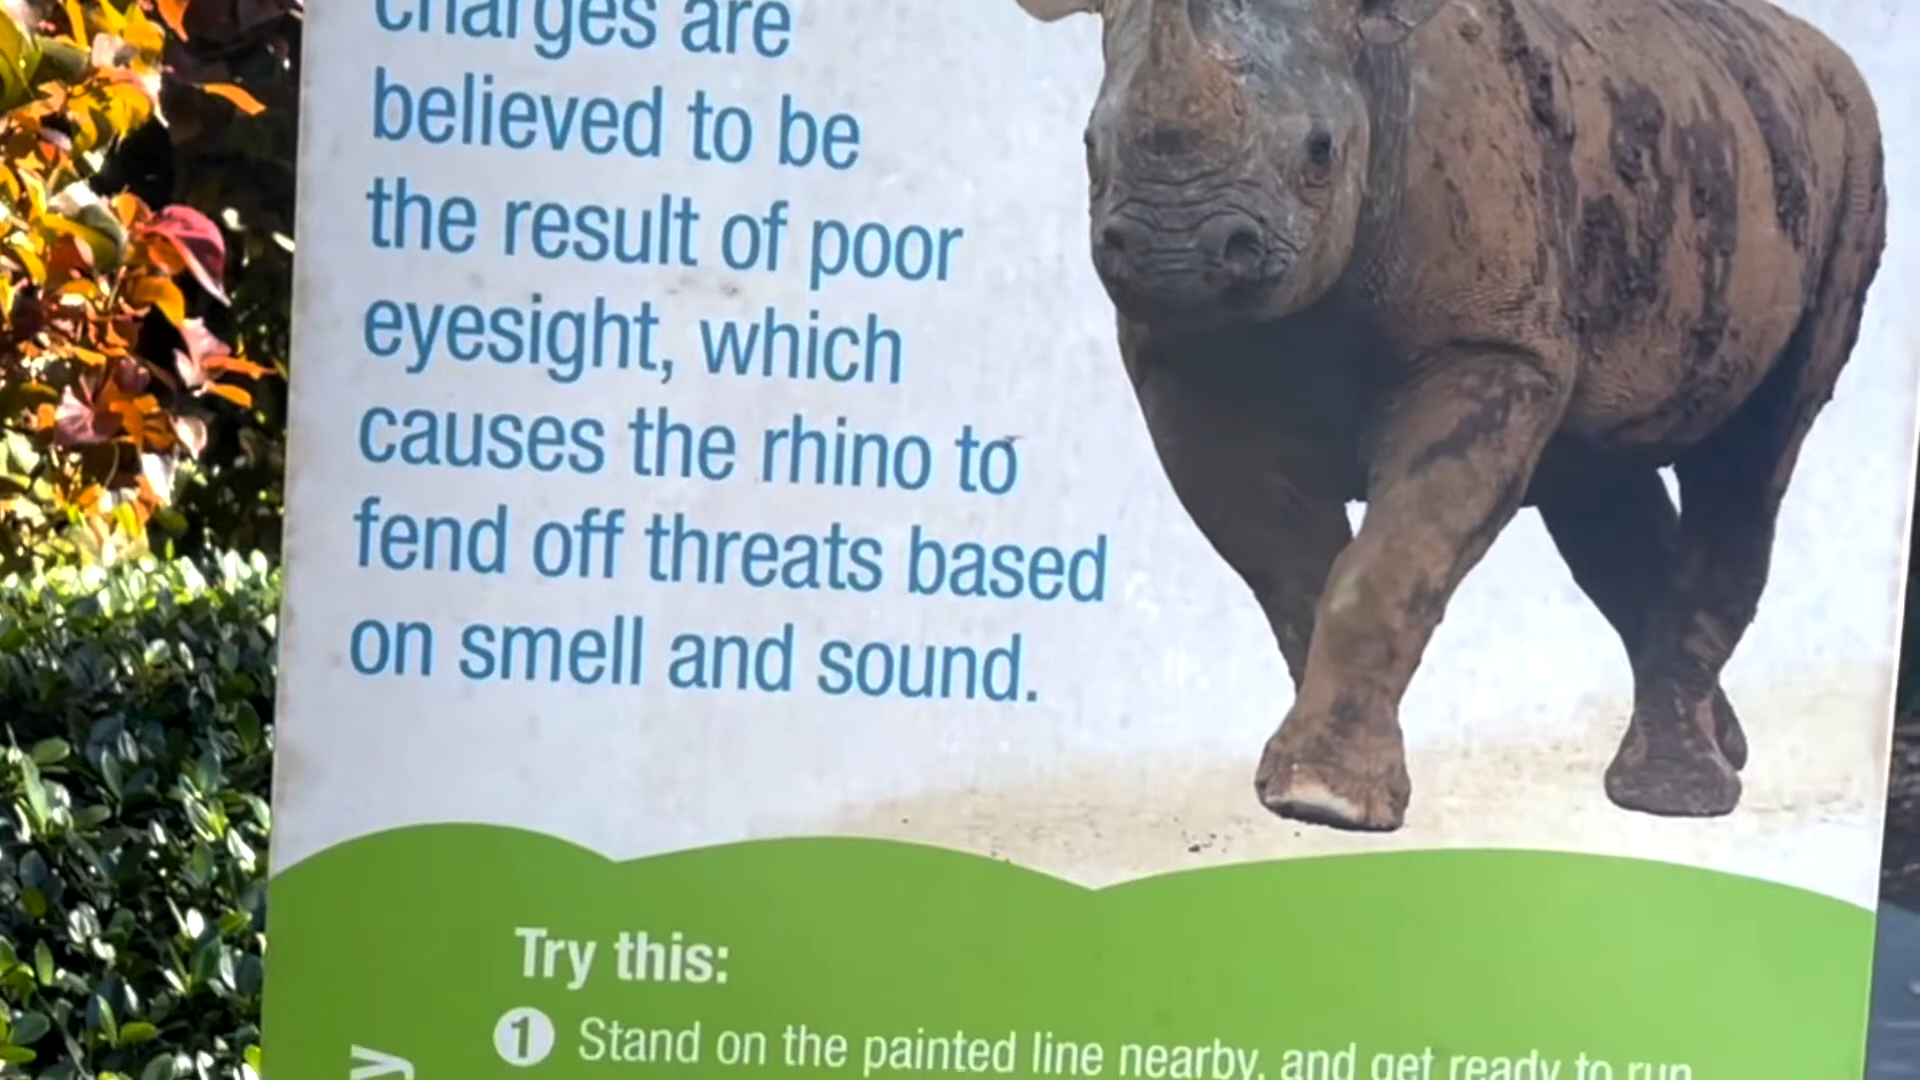 charges are
believed to be
the result of poor
eyesight, which
causes the rhino to
fend off threats based
on smell and sound.
Try this:
1 Stand on the painted line nearby, and get ready to run